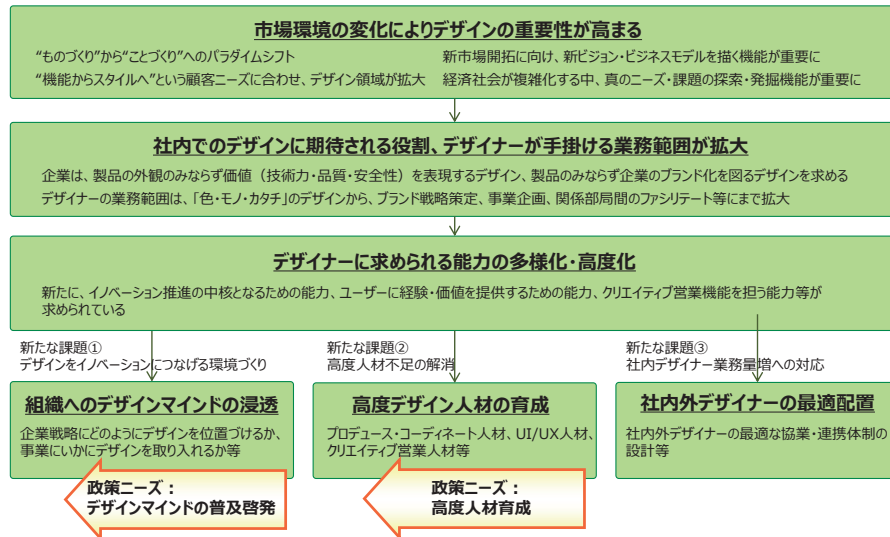 市場環境の変化によりデザインの重要性が高まる
“ものづくり”から“ことづくり”へのパラダイムシフト
“機能からスタイルへ”という顧客ニーズに合わせ、デザイン領域が拡大
新市場開拓に向け、新ビジョン・ビジネスモデルを描く機能が重要に
経済社会が複雑化する中、真のニーズ・課題の探索・発掘機能が重要に
社内でのデザインに期待される役割、デザイナーが手掛ける業務範囲が拡大
企業は、製品の外観のみならず価値（技術力・品質・安全性）を表現するデザイン、製品のみならず企業のブランド化を図るデザインを求める
デザイナーの業務範囲は、「色・モノ・カタチ」のデザインから、ブランド戦略策定、事業企画、関係部局間のファシリテート等にまで拡大
デザイナーに求められる能力の多様化・高度化
新たに、イノベーション推進の中核となるための能力、ユーザーに経験・価値を提供するための能力、クリエイティブ営業機能を担う能力等が
求められている
新たな課題①
デザインをイノベーションにつなげる環境づくり
組織へのデザインマインドの浸透
企業戦略にどのようにデザインを位置づけるか、
事業にいかにデザインを取り入れるか等
政策ニーズ：
デザインマインドの普及啓発
新たな課題②
高度人材不足の解消
高度デザイン人材の育成
プロデュース・コーディネート人材、UI/UX人材、
クリエイティブ営業人材等
政策ニーズ：
高度人材育成
新たな課題③
社内デザイナー業務量増への対応
社内外デザイナーの最適配置
社内外デザイナーの最適な協業・連携体制の
設計等